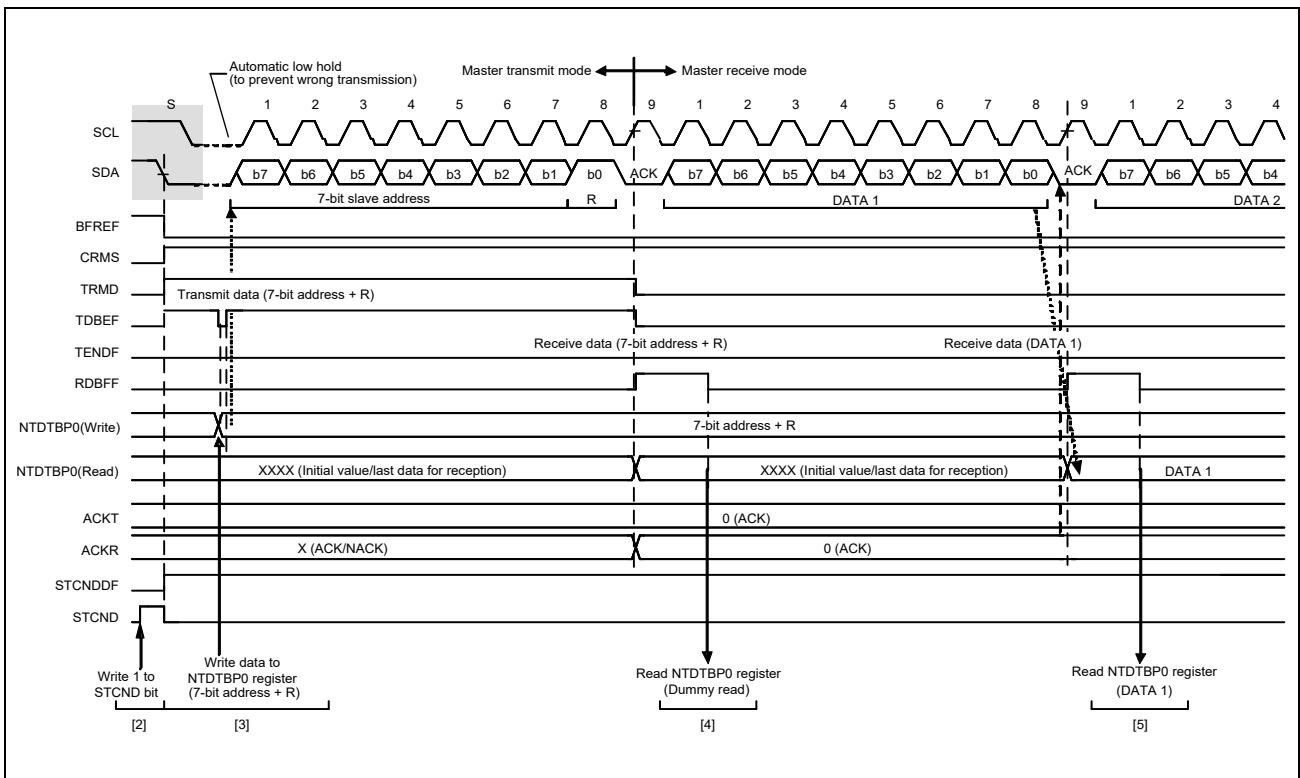 Automatic low hold
(to prevent wrong transmission)
Master transmit mode
Master receive mode
S 1 2 3 4 5 6 7 8 9 1 2 3 4 5 6 7 8 9 1 2 3 4
SCL
SDA b7 b6 b5 b4 b3 b2 b1 b0 ACK b7 b6 b5 b4 b3 b2 b1 b0 ACK b7 b6 b5 b4
7-bit slave address R DATA 1 DATA 2
BFREF
CRMS
TRMD
Transmit data (7-bit address + R)
TDBEF
Receive data (7-bit address + R) Receive data (DATA 1)
TENDF
RDBFF
NTDTBP0(Write) 7-bit address + R
NTDTBP0(Read) XXXX (Initial value/last data for reception) XXXX (Initial value/last data for reception) DATA 1
ACKT 0 (ACK)
ACKR X (ACK/NACK) 0 (ACK)
STCNDDF
STCND
Write 1 to
STCND bit
Write data to
NTDTBP0 register
(7-bit address + R)
Read NTDTBP0 register
(Dummy read)
Read NTDTBP0 register
(DATA 1)
[2] [3] [4] [5]